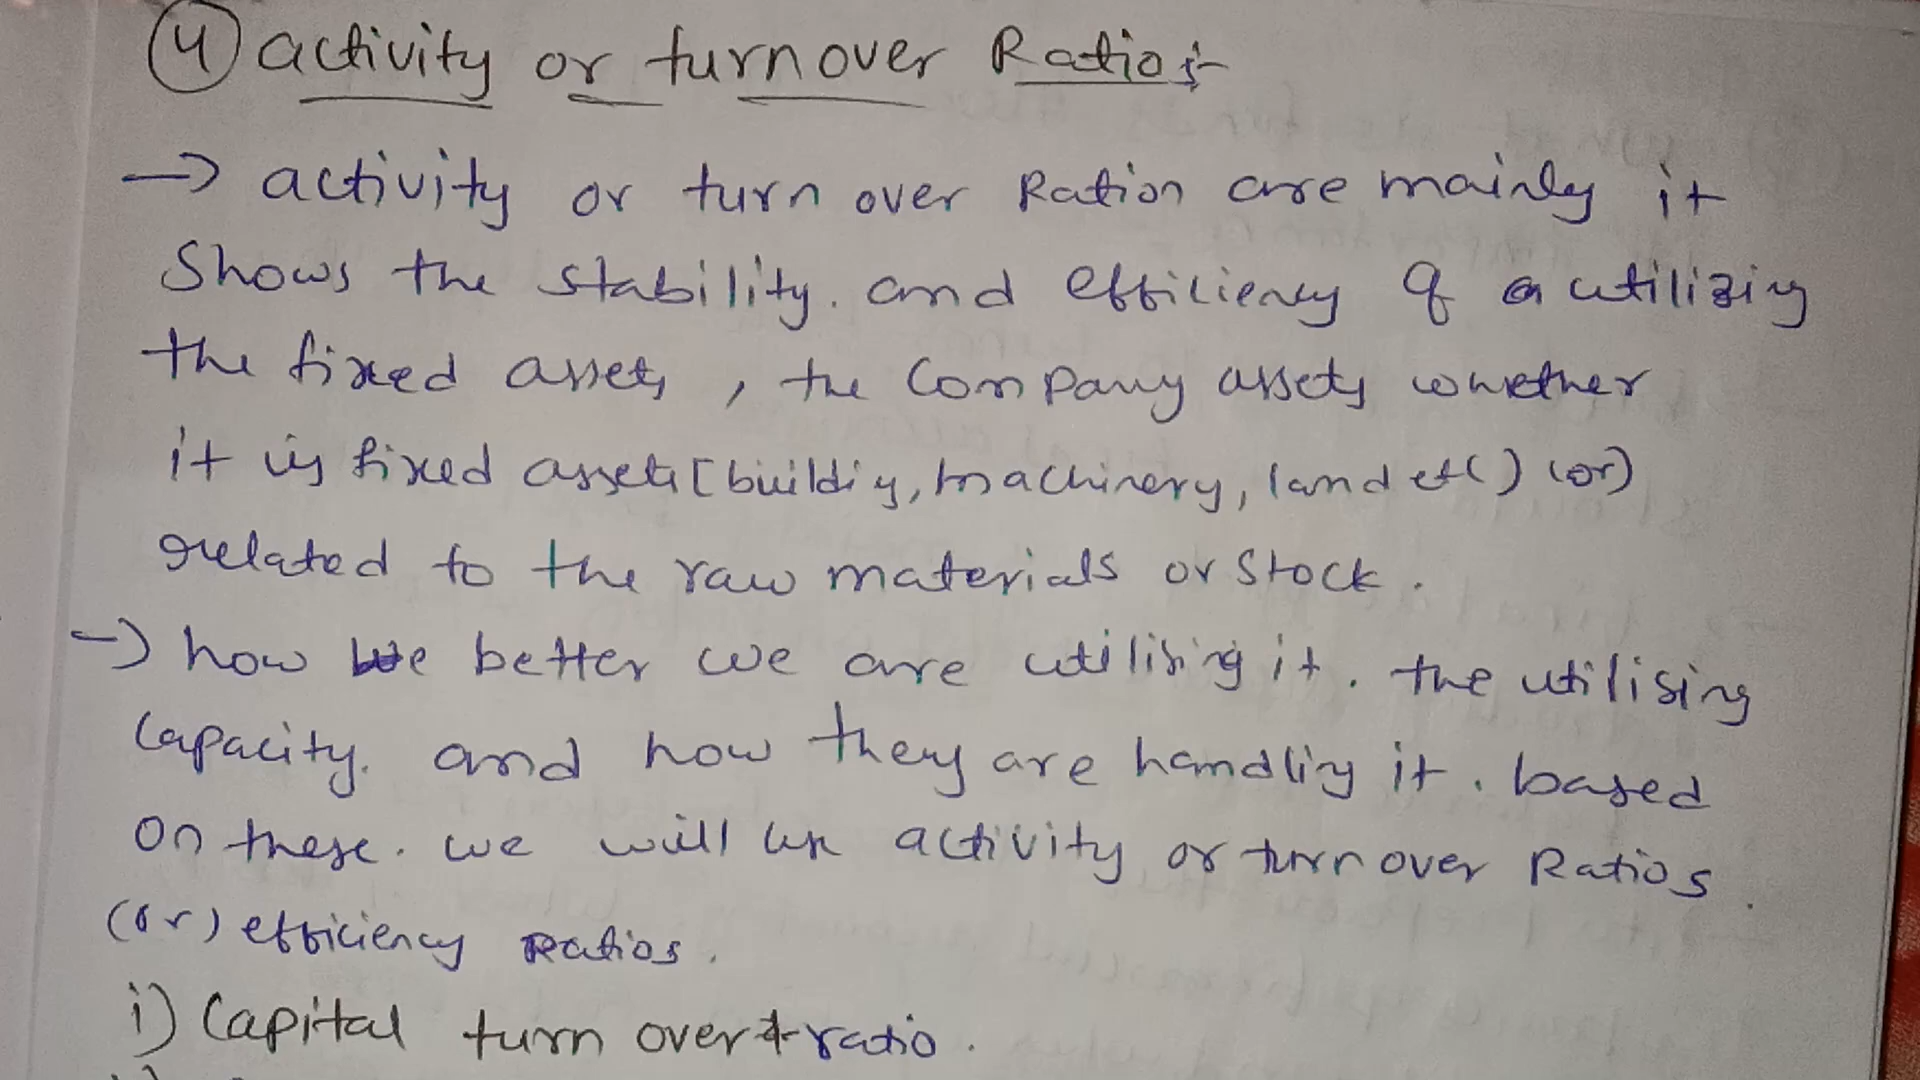 ④ activity or turnover Ratios:-
→ activity or turn over Ration are mainly it
Shows the stability. and efficiency of a utilizing
the fixed assets, the Company assets whether
it is fixed assets [building, machinery, land etc) (or)
related to the raw materials or Stock.
→ how better we are utilising it. the utilising
Capacity. and how they are handling it. based
On these. we will use activity or turn over Ratios.
(or) efficiency Ratios.
i) Capital turn over ratio.